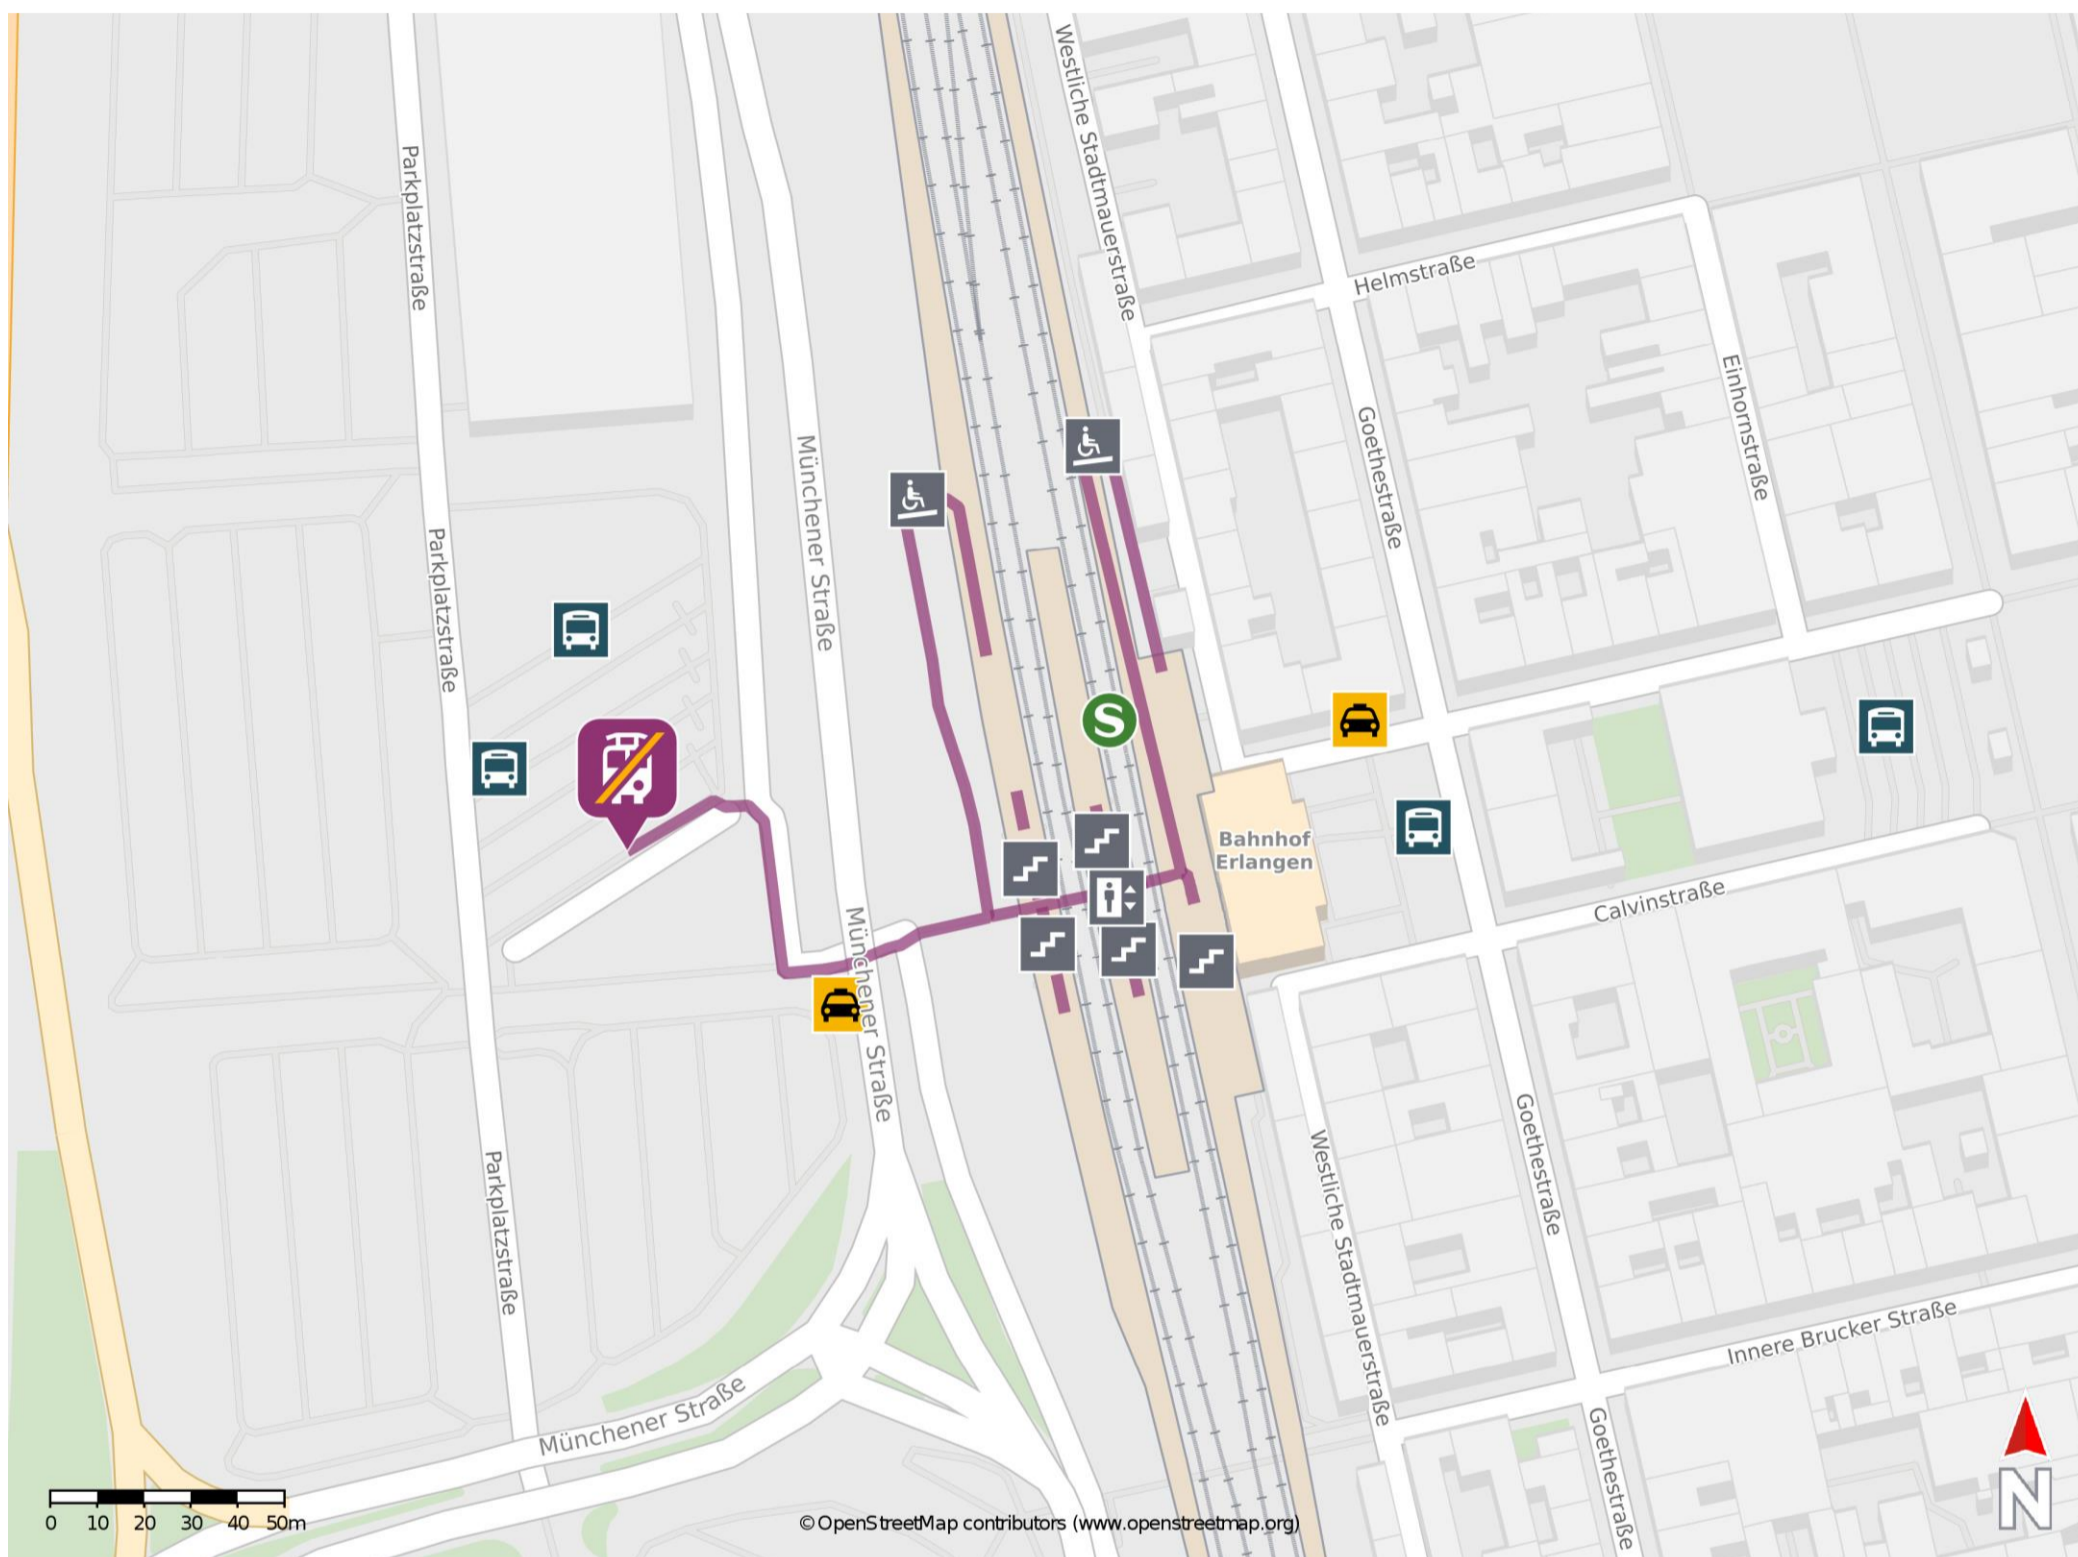 Westliche Stadtmauerstraße
Parkplatzstraße
Helmstraße
Einhornstraße
Goethestraße
Münchener Straße
Parkplatzstraße
S
Bahnhof
Erlangen
Calvinstraße
Münchener Straße
Goethestraße
Westliche Stadtmauerstraße
Parkplatzstraße
Innere Brucker Straße
Münchener Straße
Goethestraße
0 10 20 30 40 50m
© OpenStreetMap contributors (www.openstreetmap.org)
N